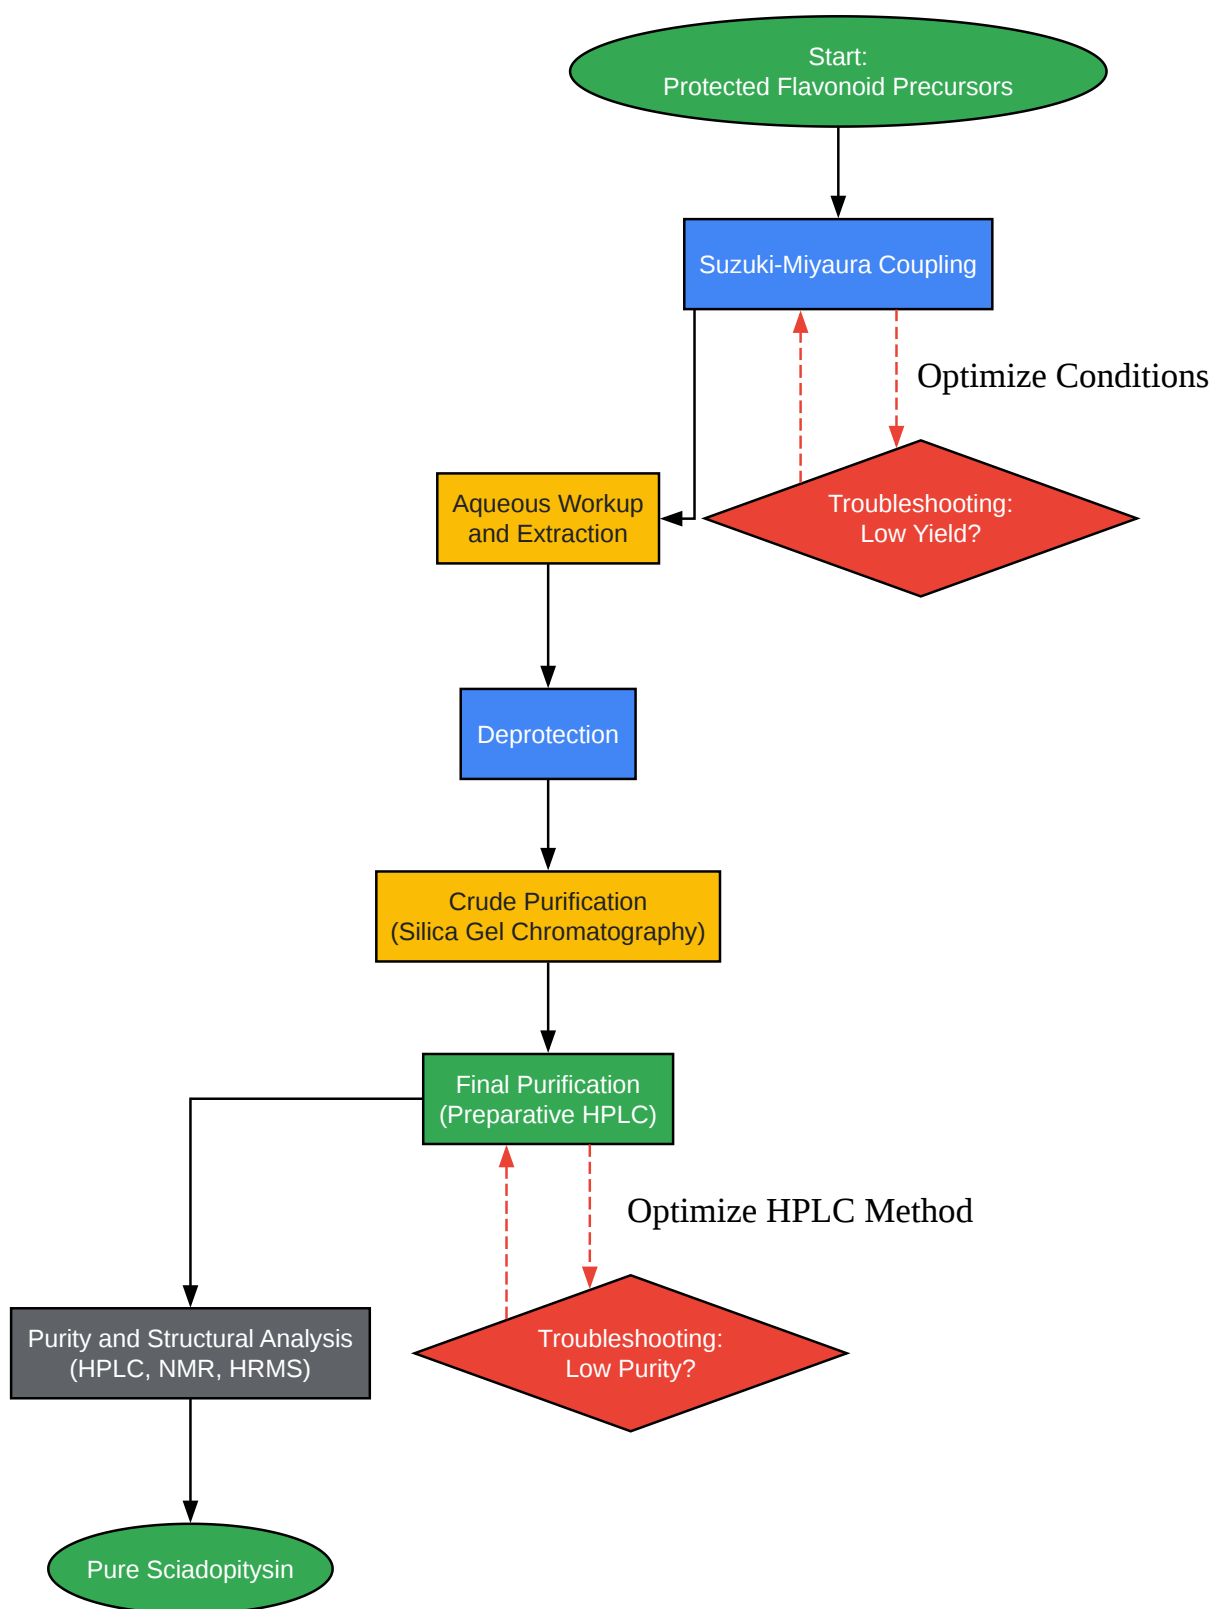 Start:
Protected Flavonoid Precursors
Suzuki-Miyaura Coupling
Optimize Conditions
Troubleshooting:
Low Yield?
Aqueous Workup
and Extraction
Deprotection
Crude Purification
(Silica Gel Chromatography)
Final Purification
(Preparative HPLC)
Optimize HPLC Method
Troubleshooting:
Low Purity?
Purity and Structural Analysis
(HPLC, NMR, HRMS)
Pure Sciadopitysin